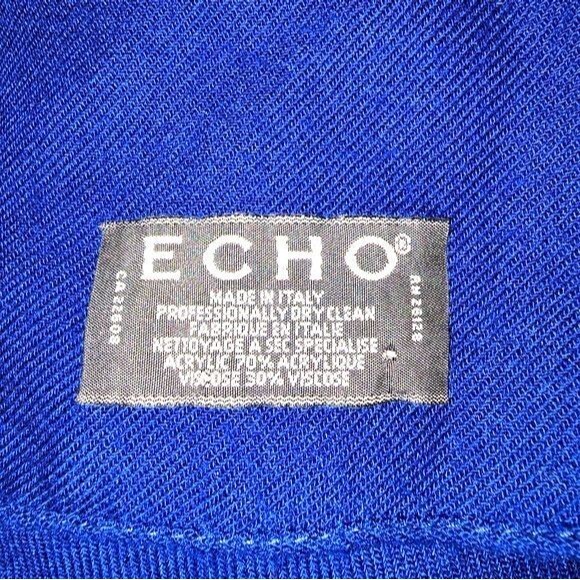 ECHO®
MADE IN ITALY
PROFESSIONALLY DRY CLEAN
FABRIQUE EN ITALIE
NETTOYAGE A SEC SPECIALISE
ACRYLIC 70% ACRYLIQUE
VISCOSE 30% VISCOSE
CA 22608
RN 26128